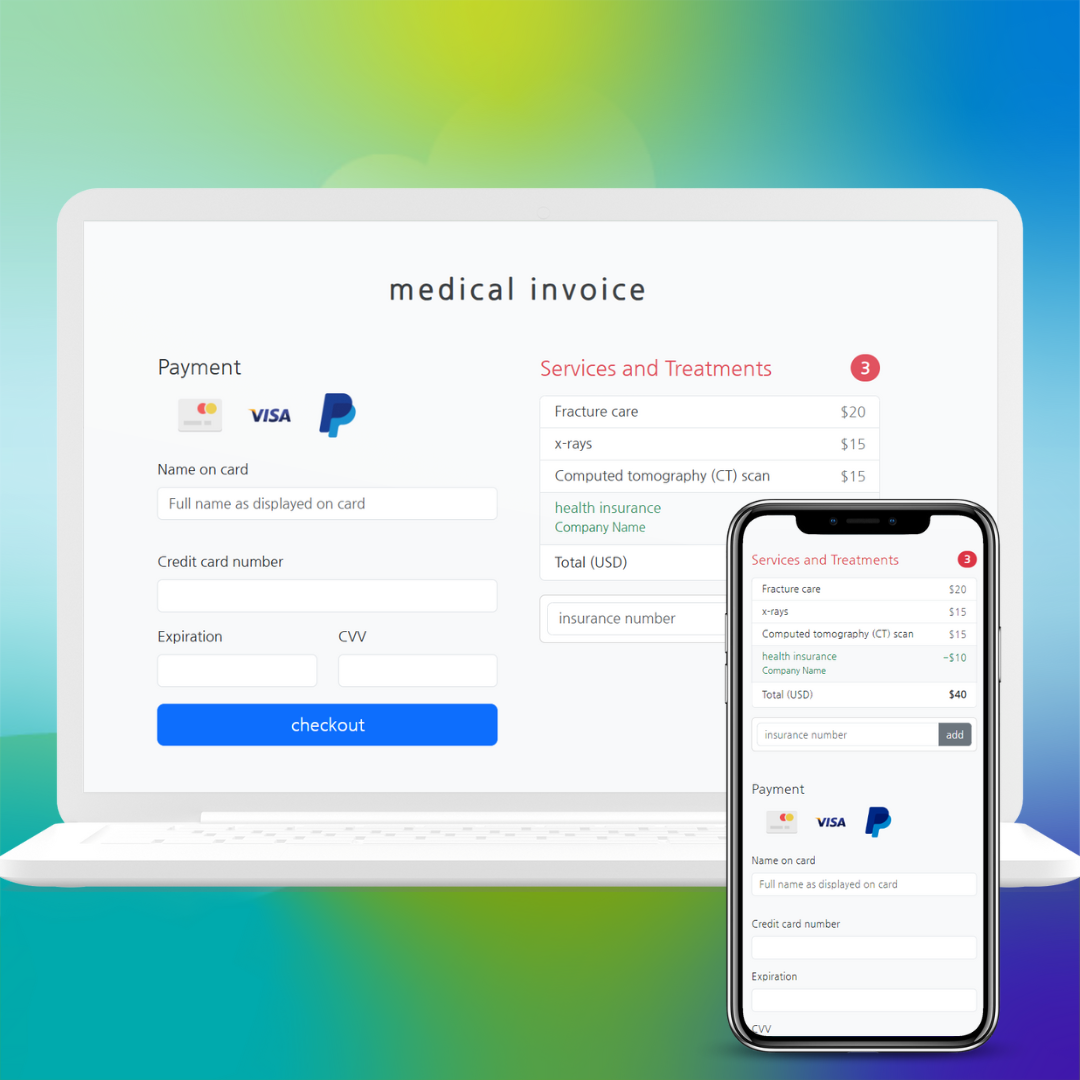 medical invoice
Payment
VISA
Name on card
Full name as displayed on card
Credit card number
Expiration CVV
checkout
Services and Treatments 3
Fracture care $20
x-rays $15
Computed tomography (CT) scan $15
health insurance
Company Name
Total (USD)
insurance number
Services and Treatments 3
Fracture care $20
x-rays $15
Computed tomography (CT) scan $15
health insurance −$10
Company Name
Total (USD) $40
insurance number add
Payment
VISA
Name on card
Full name as displayed on card
Credit card number
Expiration
CVV